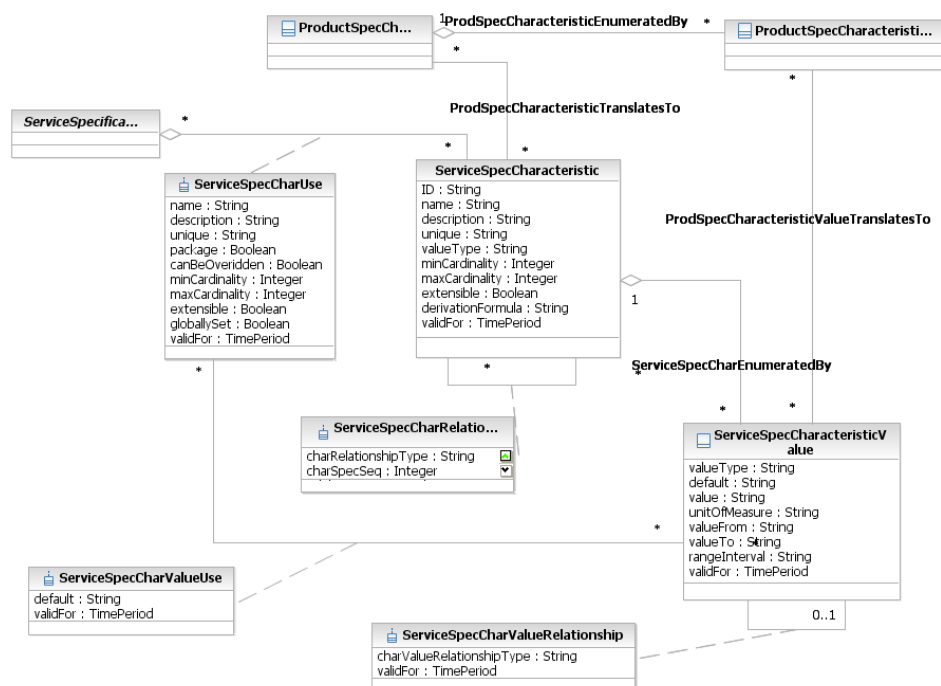 1 ProdSpecCharacteristicEnumeratedBy *
ProductSpecCh...
ProductSpecCharacteristi...
*
*
ProdSpecCharacteristicTranslatesTo
ServiceSpecifica...
*
*
*
ServiceSpecCharUse
name : String
description : String
unique : String
package : Boolean
canBeOveridden : Boolean
minCardinality : Integer
maxCardinality : Integer
extensible : Boolean
globallySet : Boolean
validFor : TimePeriod
*
ServiceSpecCharacteristic
ID : String
name : String
description : String
unique : String
valueType : String
minCardinality : Integer
maxCardinality : Integer
extensible : Boolean
derivationFormula : String
validFor : TimePeriod
*
ProdSpecCharacteristicValueTranslatesTo
1
ServiceSpecCharEnumeratedBy
*
*
*
ServiceSpecCharRelatio...
charRelationshipType : String
charSpecSeq : Integer
ServiceSpecCharacteristicV
alue
valueType : String
default : String
value : String
unitOfMeasure : String
valueFrom : String
valueTo : String
*
rangeInterval : String
validFor : TimePeriod
*
0..1
ServiceSpecCharValueUse
default : String
validFor : TimePeriod
ServiceSpecCharValueRelationship
charValueRelationshipType : String
validFor : TimePeriod